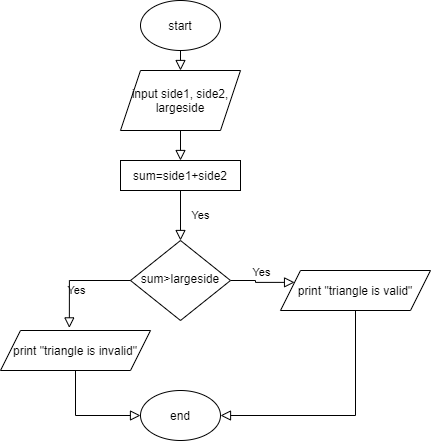 start
input side1, side2,
largeside
sum=side1+side2
Yes
sum>largeside
Yes
Yes
print "triangle is valid"
print "triangle is invalid"
end